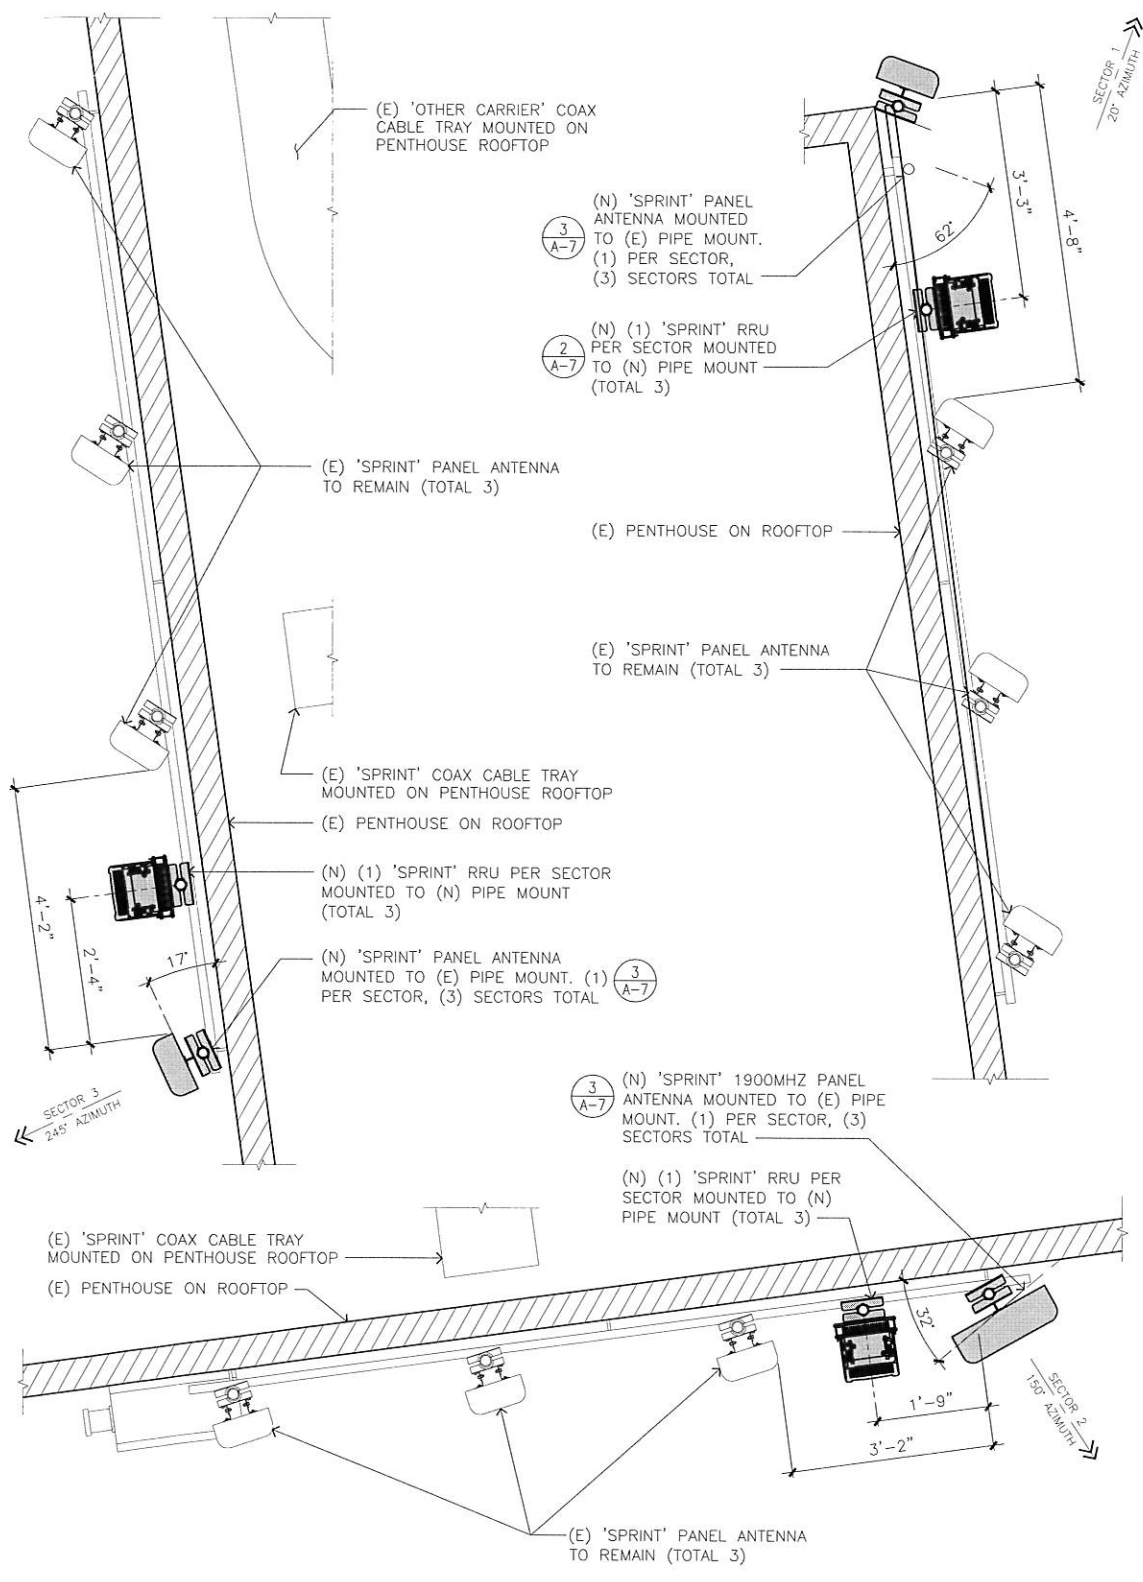 (E) 'OTHER CARRIER' COAX
CABLE TRAY MOUNTED ON
PENTHOUSE ROOFTOP
SECTOR 1
20° AZIMUTH
(N) 'SPRINT' PANEL
ANTENNA MOUNTED
TO (E) PIPE MOUNT.
(1) PER SECTOR,
(3) SECTORS TOTAL
3
A-7
62°
3'-3"
4'-8"
(N) (1) 'SPRINT' RRU
PER SECTOR MOUNTED
TO (N) PIPE MOUNT
(TOTAL 3)
2
A-7
(E) 'SPRINT' PANEL ANTENNA
TO REMAIN (TOTAL 3)
(E) PENTHOUSE ON ROOFTOP
(E) 'SPRINT' PANEL ANTENNA
TO REMAIN (TOTAL 3)
(E) 'SPRINT' COAX CABLE TRAY
MOUNTED ON PENTHOUSE ROOFTOP
(E) PENTHOUSE ON ROOFTOP
(N) (1) 'SPRINT' RRU PER SECTOR
MOUNTED TO (N) PIPE MOUNT
(TOTAL 3)
4'-2"
2'-4"
17°
(N) 'SPRINT' PANEL ANTENNA
MOUNTED TO (E) PIPE MOUNT. (1)
PER SECTOR, (3) SECTORS TOTAL
3
A-7
SECTOR 3
245° AZIMUTH
3
A-7
(N) 'SPRINT' 1900MHZ PANEL
ANTENNA MOUNTED TO (E) PIPE
MOUNT. (1) PER SECTOR, (3)
SECTORS TOTAL
(N) (1) 'SPRINT' RRU PER
SECTOR MOUNTED TO (N)
PIPE MOUNT (TOTAL 3)
(E) 'SPRINT' COAX CABLE TRAY
MOUNTED ON PENTHOUSE ROOFTOP
(E) PENTHOUSE ON ROOFTOP
32°
1'-9"
3'-2"
SECTOR 2
150° AZIMUTH
(E) 'SPRINT' PANEL ANTENNA
TO REMAIN (TOTAL 3)